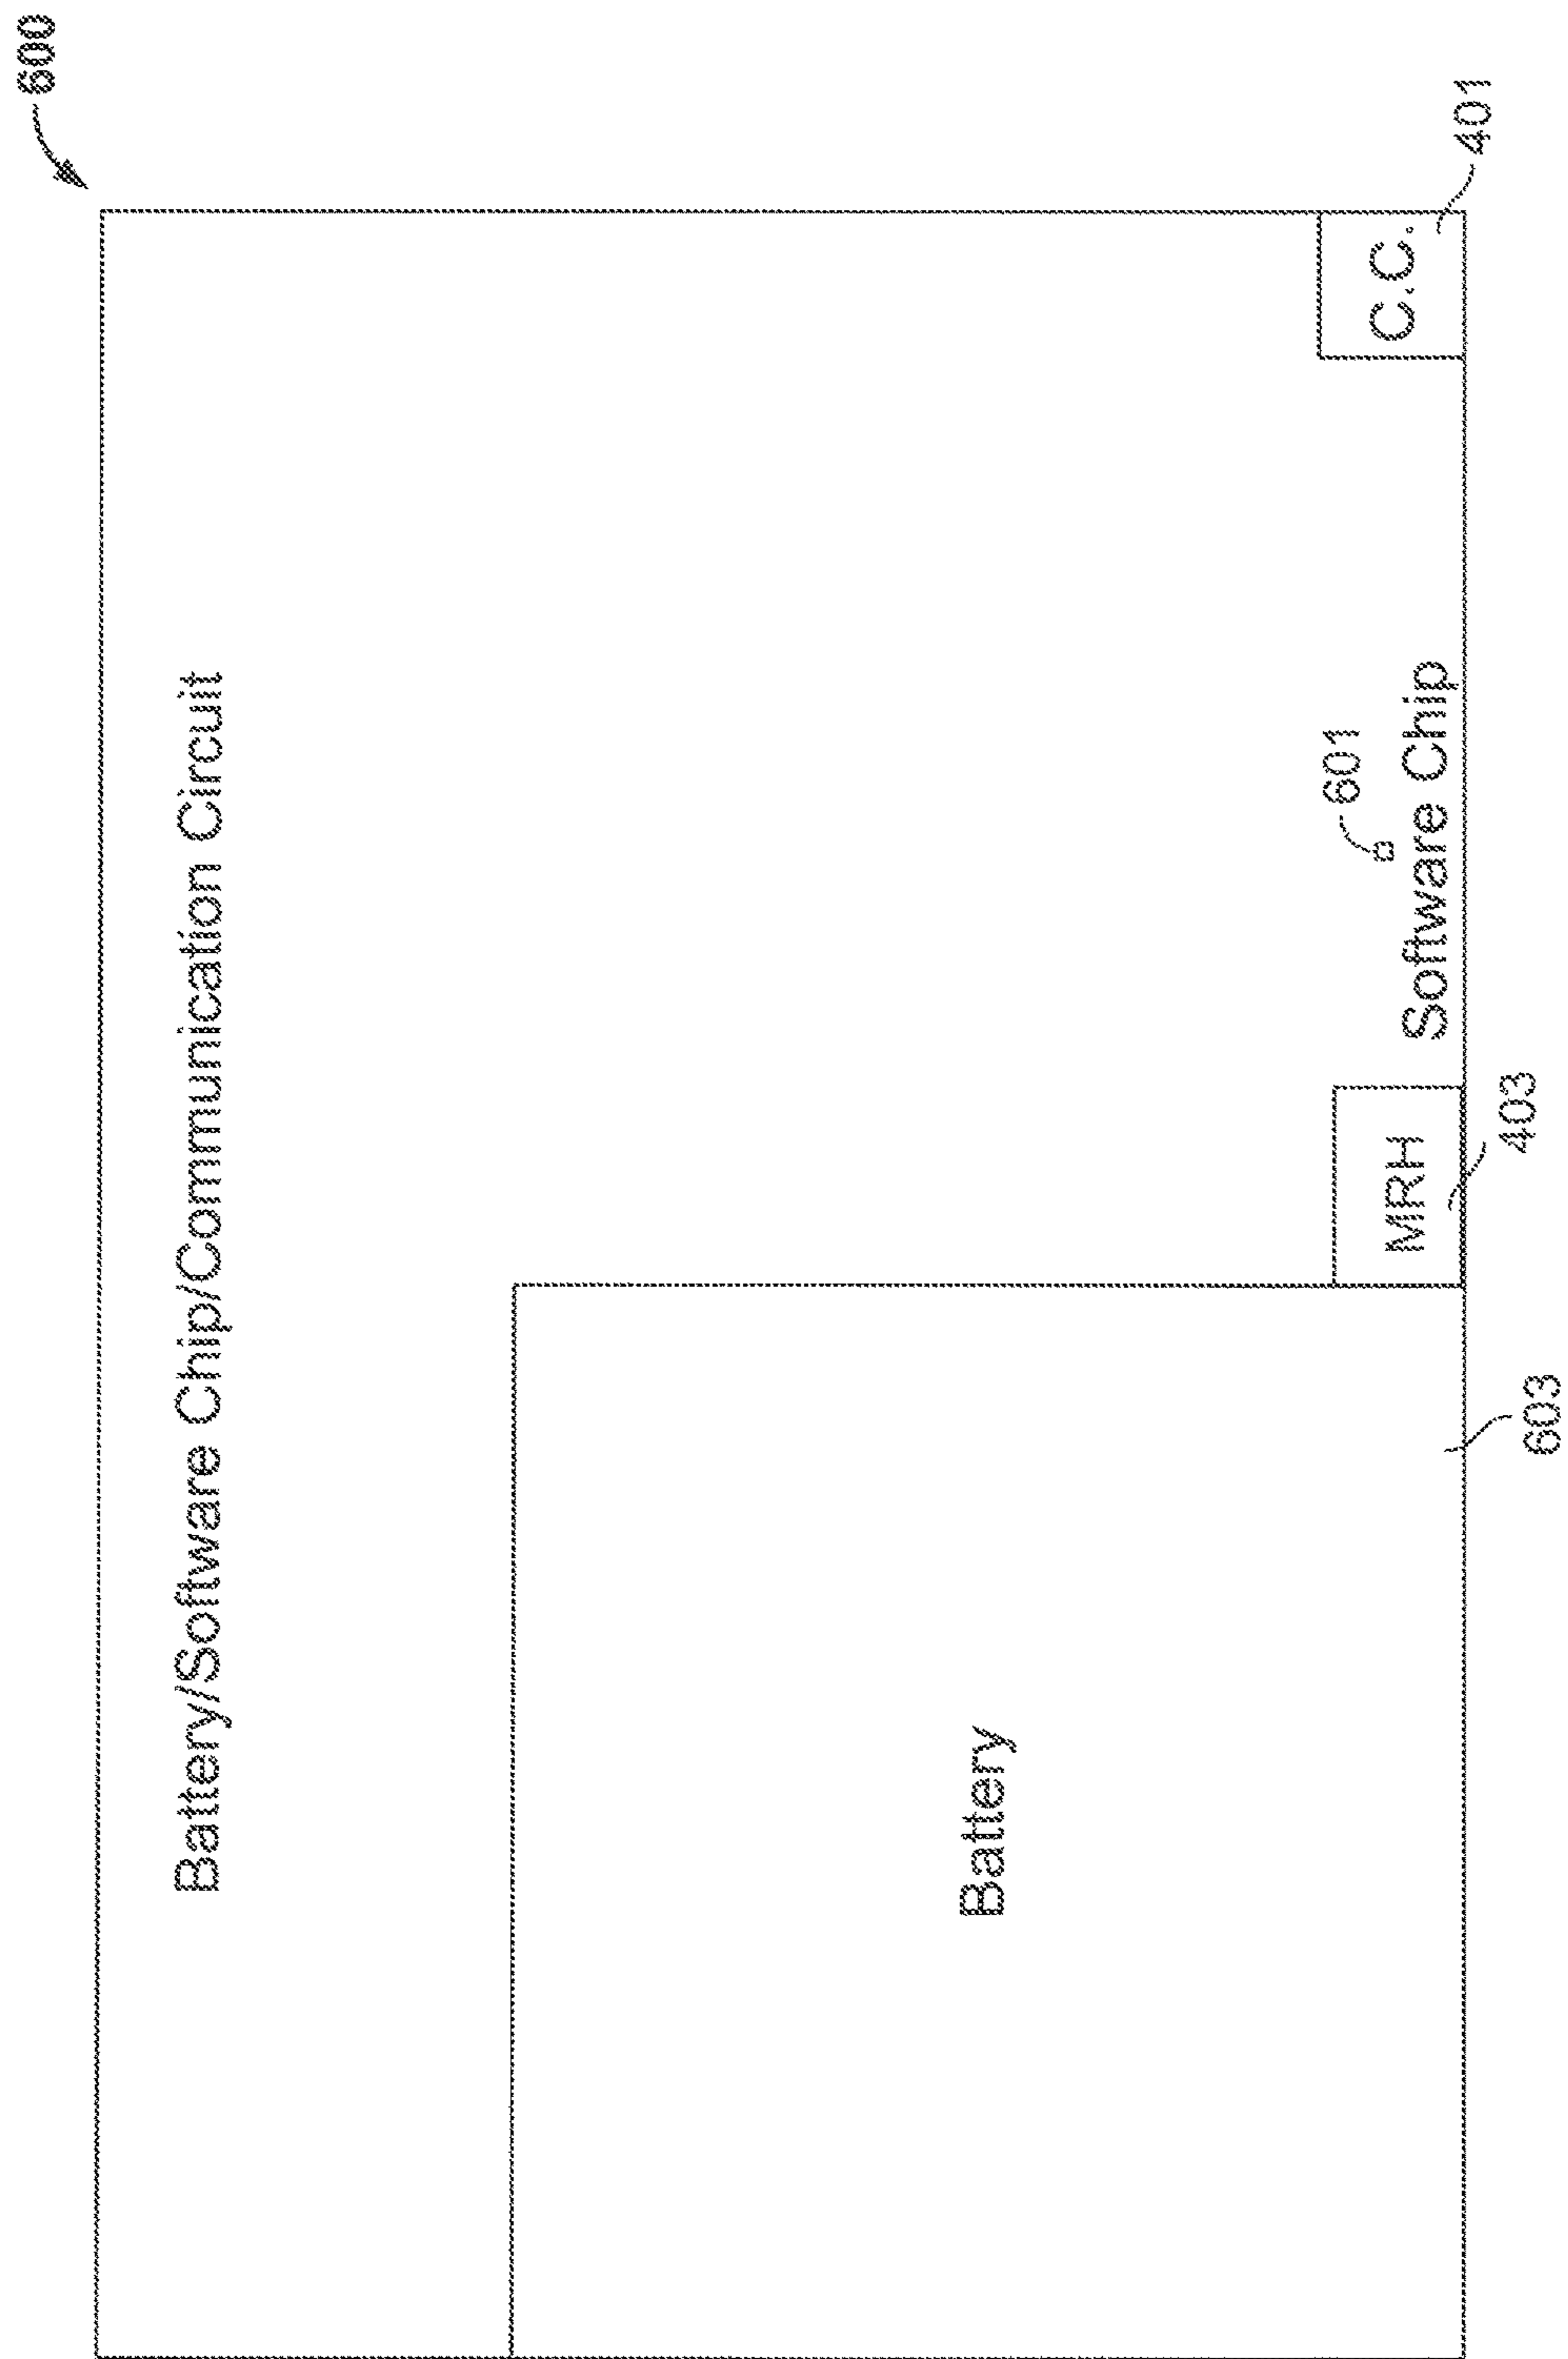 600
Battery/Software Chip/Communication Circuit
Battery
MRH
601
Software Chip
C.C.
401
403
603